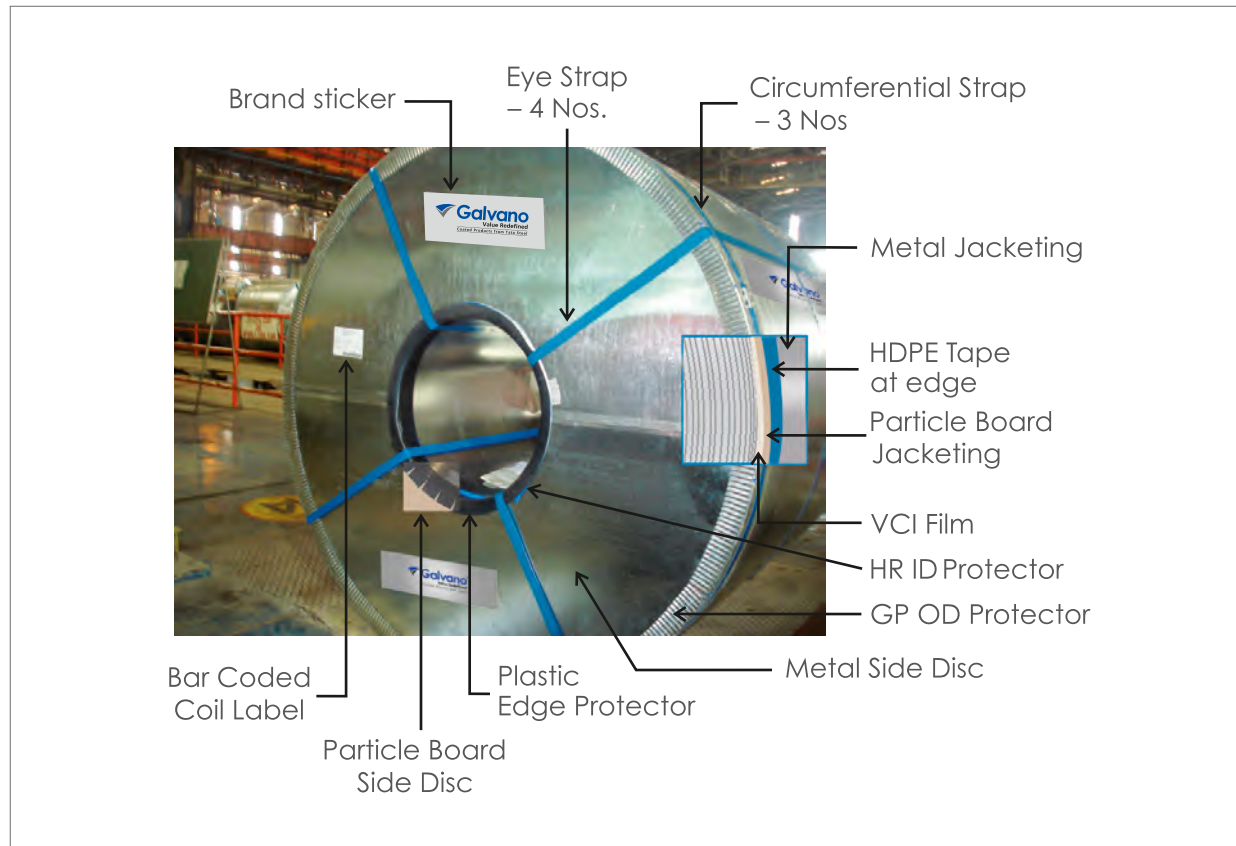 Eye Strap
– 4 Nos.
Brand sticker
Circumferential Strap
– 3 Nos
Galvano
Value Redefined
Coated Products from Tata Steel
Metal Jacketing
Galvano
HDPE Tape
at edge
Particle Board
Jacketing
VCI Film
HR ID Protector
GP OD Protector
Galvano
Metal Side Disc
Bar Coded
Coil Label
Plastic
Edge Protector
Particle Board
Side Disc